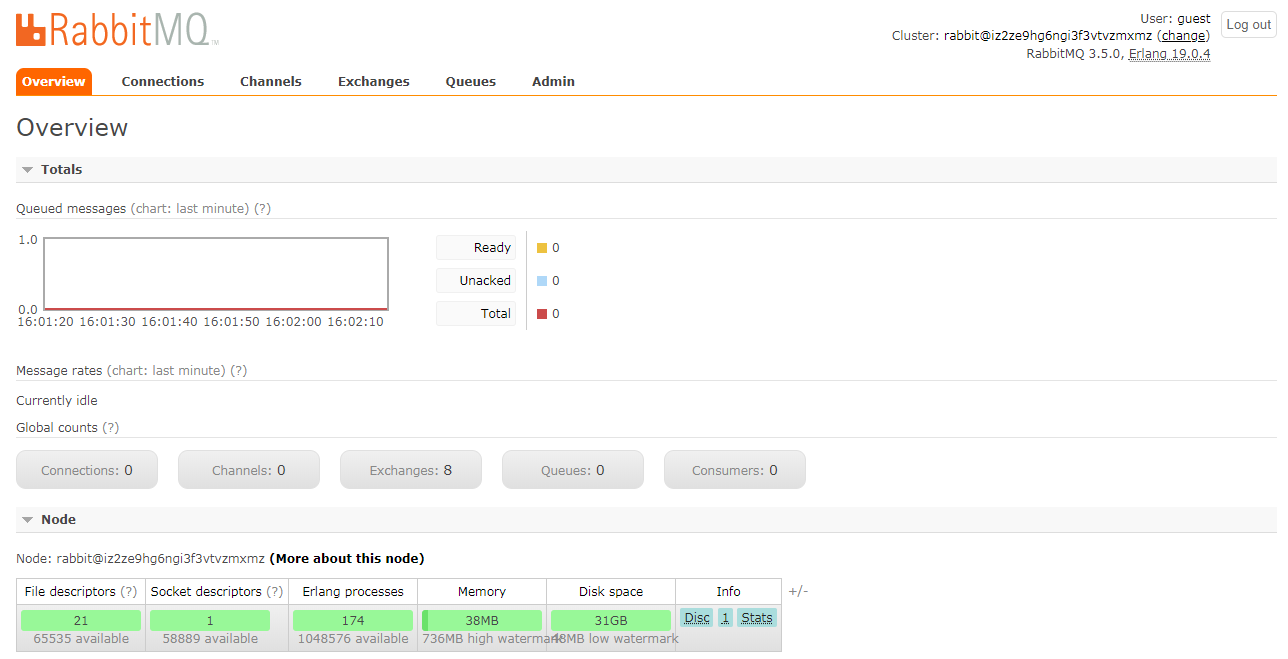 RabbitMQ™
User: guest
Cluster: rabbit@iz2ze9hg6ngi3f3vtvzmxmz (change)
RabbitMQ 3.5.0, Erlang 19.0.4
Log out
Overview Connections Channels Exchanges Queues Admin
Overview
Totals
Queued messages (chart: last minute) (?)
1.0
0.0
16:01:20 16:01:30 16:01:40 16:01:50 16:02:00 16:02:10
Ready 0
Unacked 0
Total 0
Message rates (chart: last minute) (?)
Currently idle
Global counts (?)
Connections: 0 Channels: 0 Exchanges: 8 Queues: 0 Consumers: 0
Node
Node: rabbit@iz2ze9hg6ngi3f3vtvzmxmz (More about this node)
File descriptors (?) Socket descriptors (?) Erlang processes Memory Disk space Info +/-
21 1 174 38MB 31GB Disc 1 Stats
65535 available 58889 available 1048576 available 736MB high watermark 48MB low watermark